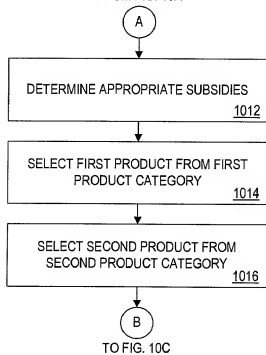 A
DETERMINE APPROPRIATE SUBSIDIES
1012
SELECT FIRST PRODUCT FROM FIRST
PRODUCT CATEGORY
1014
SELECT SECOND PRODUCT FROM
SECOND PRODUCT CATEGORY
1016
B
TO FIG. 10C